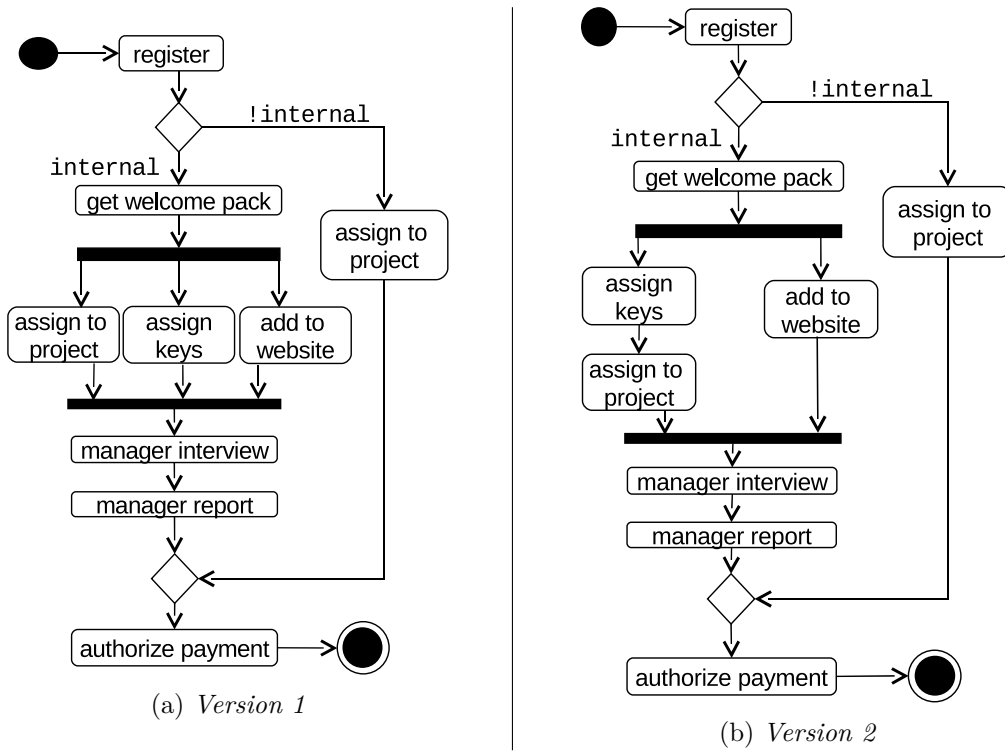 register
!internal
internal
get welcome pack
assign to
project
assign to
project
assign
keys
add to
website
manager interview
manager report
authorize payment
(a) Version 1
register
!internal
internal
get welcome pack
assign to
project
assign
keys
add to
website
assign to
project
manager interview
manager report
authorize payment
(b) Version 2